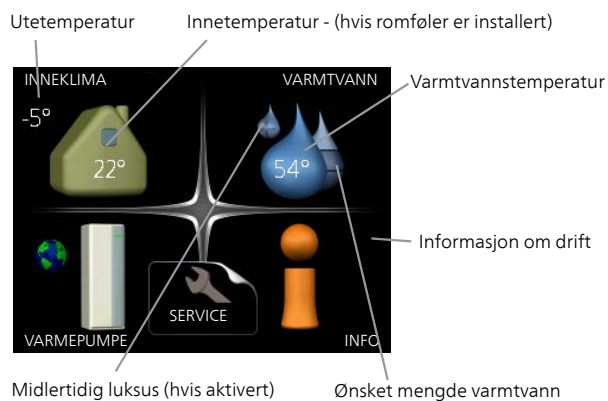 Utetemperatur
Innetemperatur - (hvis romføler er installert)
INNEKLIMA
VARMTVANN
Varmtvannstemperatur
-5°
22°
54°
Informasjon om drift
SERVICE
VARMEPUMPE
INFO
Midlertidig luksus (hvis aktivert)
Ønsket mengde varmtvann